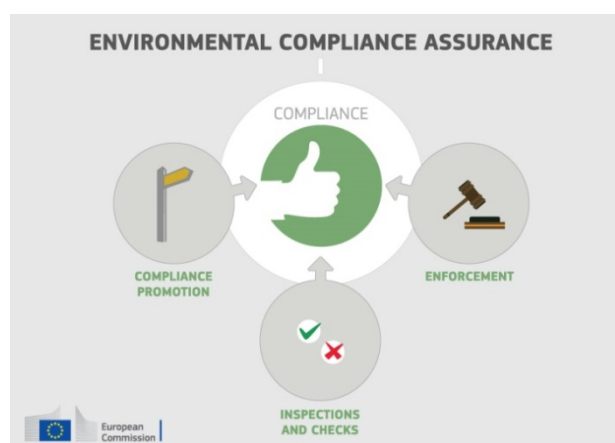 ENVIRONMENTAL COMPLIANCE ASSURANCE
COMPLIANCE
COMPLIANCE
PROMOTION
ENFORCEMENT
INSPECTIONS
AND CHECKS
European
Commission